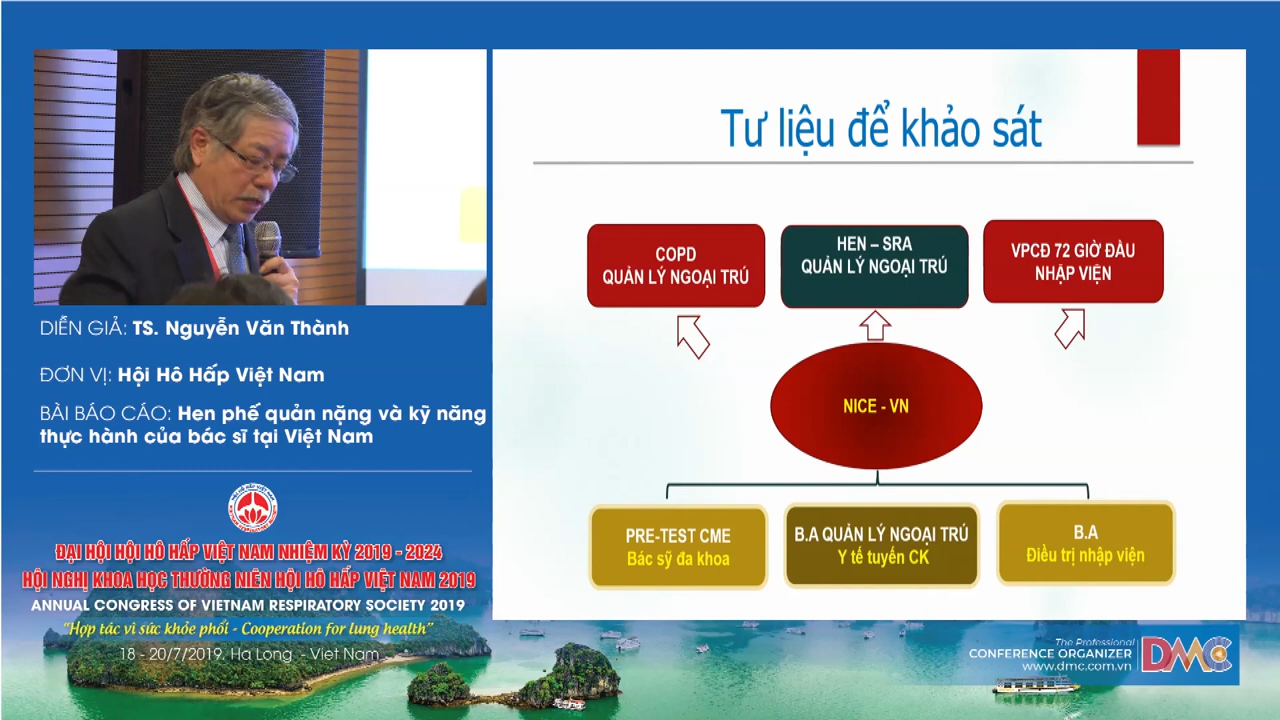 DIỄN GIẢ: TS. Nguyễn Văn Thành
ĐƠN VỊ: Hội Hô Hấp Việt Nam
BÀI BÁO CÁO: Hen phế quản nặng và kỹ năng
thực hành của bác sĩ tại Việt Nam
ĐẠI HỘI HỘI HÔ HẤP VIỆT NAM NHIỆM KỲ 2019 - 2024
HỘI NGHỊ KHOA HỌC THƯỜNG NIÊN HỘI HÔ HẤP VIỆT NAM 2019
ANNUAL CONGRESS OF VIETNAM RESPIRATORY SOCIETY 2019
"Hợp tác vì sức khỏe phổi - Cooperation for lung health"
18 - 20/7/2019. Ha Long - Viet Nam
Tư liệu để khảo sát
COPD
QUẢN LÝ NGOẠI TRÚ
HEN – SRA
QUẢN LÝ NGOẠI TRÚ
VPCĐ 72 GIỜ ĐẦU
NHẬP VIỆN
NICE - VN
PRE-TEST CME
Bác sỹ đa khoa
B.A QUẢN LÝ NGOẠI TRÚ
Y tế tuyến CK
B.A
Điều trị nhập viện
The Professional
CONFERENCE ORGANIZER
www.dmc.com.vn
DMC